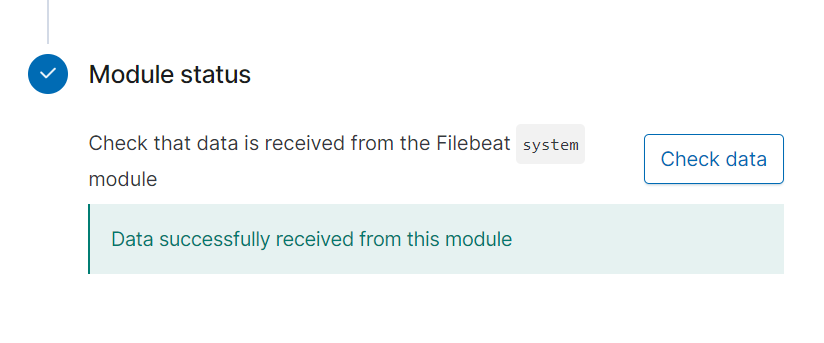 Module status
Check that data is received from the Filebeat system
module
Check data
Data successfully received from this module